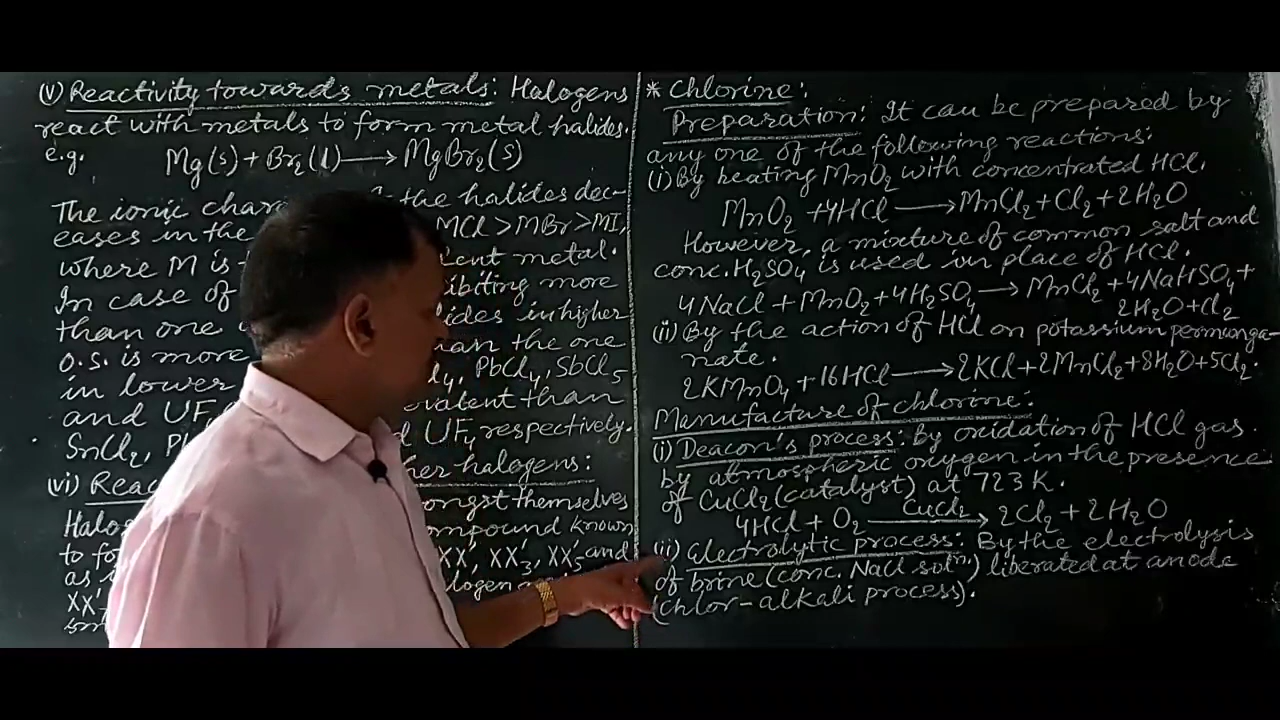 (v) Reactivity towards metals: Halogens
react with metals to form metal halides.
e.g. Mg(s) + Br₂(l) ⟶ MgBr₂(s)
The ionic char the halides dec-
eases in the MCl > MBr > MI,
where M is ent metal.
In case of ibiting more
than one ides in higher
o.s. is more han the one
in lower PbCl₄, SbCl₅
and UF ovalent than
SnCl₂, UF₄ respectively.
(vi) Reac her halogens:
Halog ongst themselves
to fo ompound known
as XX', XX'₃, XX'₅ and
XX'₇ alogen
* Chlorine:
Preparation: It can be prepared by
any one of the following reactions:
(i) By heating MnO₂ with concentrated HCl.
MnO₂ + 4HCl ⟶ MnCl₂ + Cl₂ + 2H₂O
However, a mixture of common salt and
conc. H₂SO₄ is used in place of HCl.
4NaCl + MnO₂ + 4H₂SO₄ ⟶ MnCl₂ + 4NaHSO₄ +
2H₂O + Cl₂
(ii) By the action of HCl on potassium permunga-
nate.
2KMnO₄ + 16HCl ⟶ 2KCl + 2MnCl₂ + 8H₂O + 5Cl₂.
Manufacture of chlorine:
(i) Deacon's process: By oxidation of HCl gas.
by atmospheric oxygen in the presence
of CuCl₂ (catalyst) at 723 K.
4HCl + O₂ ⟶ CuCl₂ 2Cl₂ + 2H₂O
(ii) Electrolytic process: By the electrolysis
of brine (conc. NaCl solⁿ) liberated at anode
(chlor-alkali process).